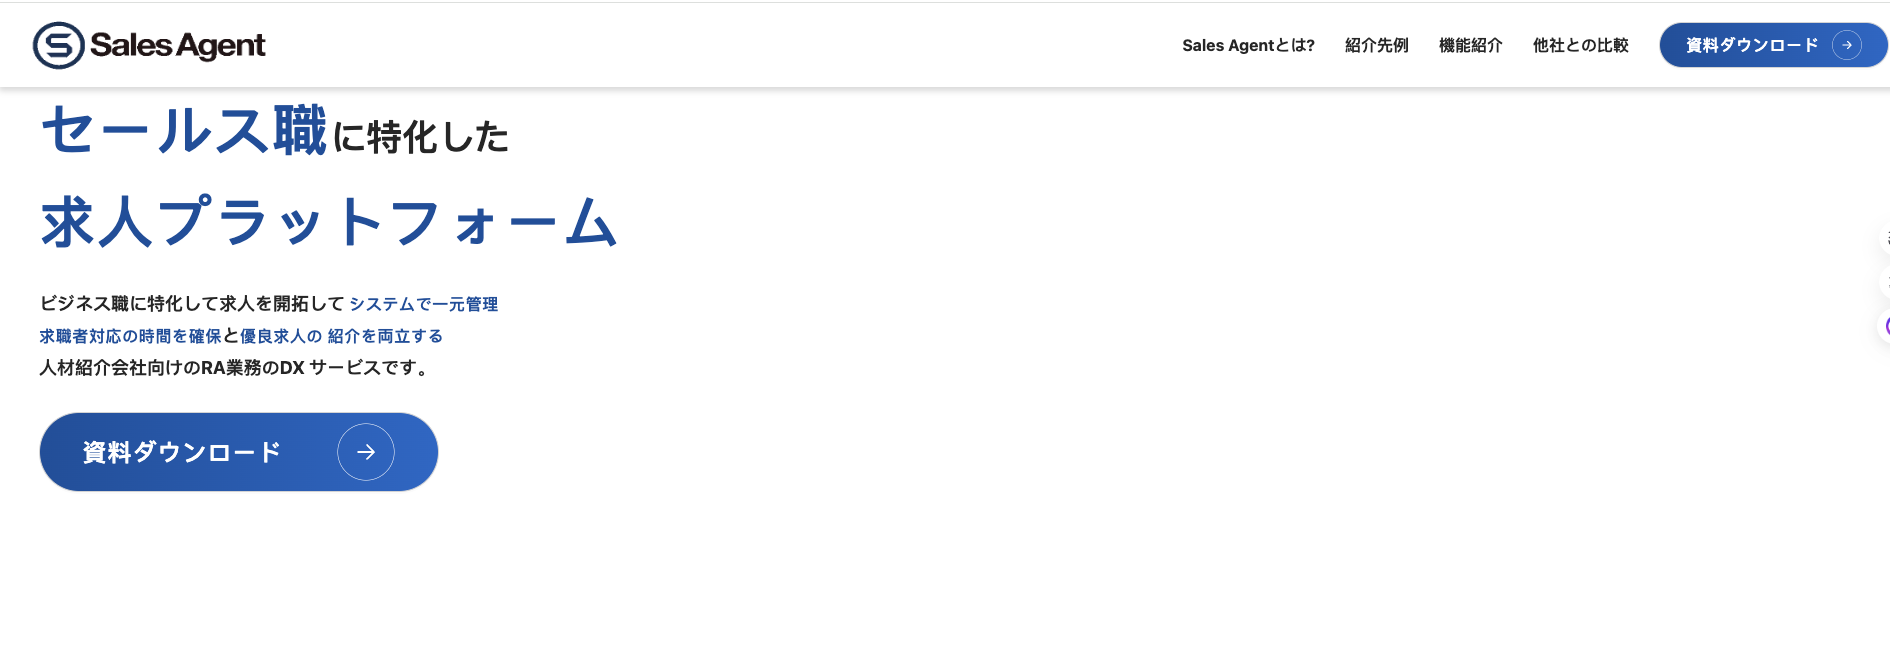 Sales Agent
Sales Agentとは? 紹介先例 機能紹介 他社との比較 資料ダウンロード
セールス職に特化した
求人プラットフォーム
ビジネス職に特化して求人を開拓して システムで一元管理
求職者対応の時間を確保と優良求人の 紹介を両立する
人材紹介会社向けのRA業務のDX サービスです。
資料ダウンロード